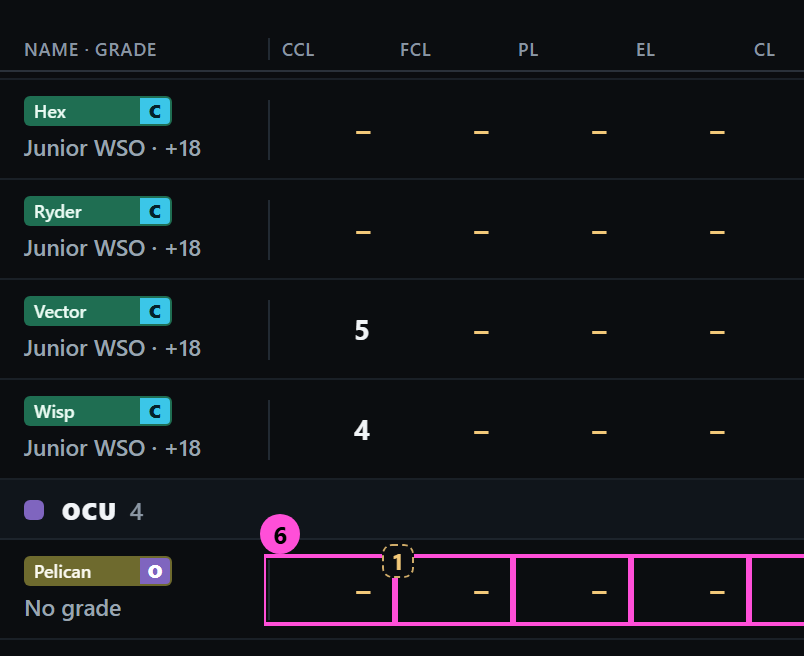 NAME · GRADE CCL FCL PL EL CL
Hex C
Junior WSO · +18
– – – –
Ryder C
Junior WSO · +18
– – – –
Vector C
Junior WSO · +18
5 – – –
Wisp C
Junior WSO · +18
4 – – –
OCU 4
6
1
Pelican O
No grade
– – – –